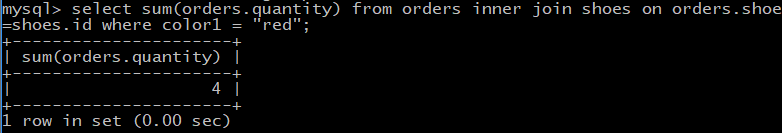 mysql> select sum(orders.quantity) from orders inner join shoes on orders.shoe
=shoes.id where color1 = "red";
+----------------------+
| sum(orders.quantity) |
+----------------------+
|                    4 |
+----------------------+
1 row in set (0.00 sec)